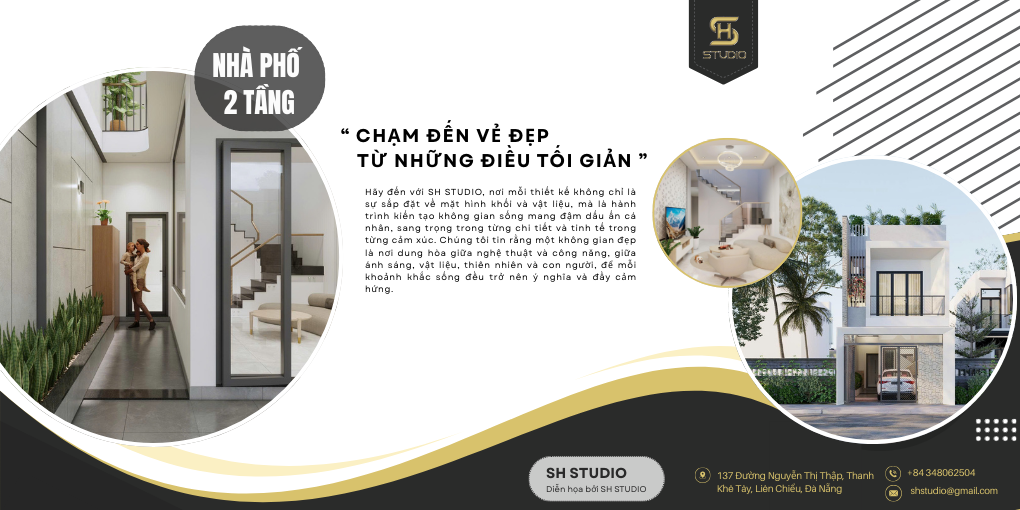 NHÀ PHỐ
2 TẦNG
SH
STUDIO
“ CHẠM ĐẾN VẺ ĐẸP
TỪ NHỮNG ĐIỀU TỐI GIẢN ”
Hãy đến với SH STUDIO, nơi mỗi thiết kế không chỉ là
sự sắp đặt về mặt hình khối và vật liệu, mà là hành
trình kiến tạo không gian sống mang đậm dấu ấn cá
nhân, sang trọng trong từng chi tiết và tinh tế trong
từng cảm xúc. Chúng tôi tin rằng một không gian đẹp
là nơi dung hòa giữa nghệ thuật và công năng, giữa
ánh sáng, vật liệu, thiên nhiên và con người, để mỗi
khoảnh khắc sống đều trở nên ý nghĩa và đầy cảm
hứng.
SH STUDIO
Diễn họa bởi SH STUDIO
137 Đường Nguyễn Thị Thập, Thanh
Khê Tây, Liên Chiểu, Đà Nẵng
+84 348062504
shstudio@gmail.com